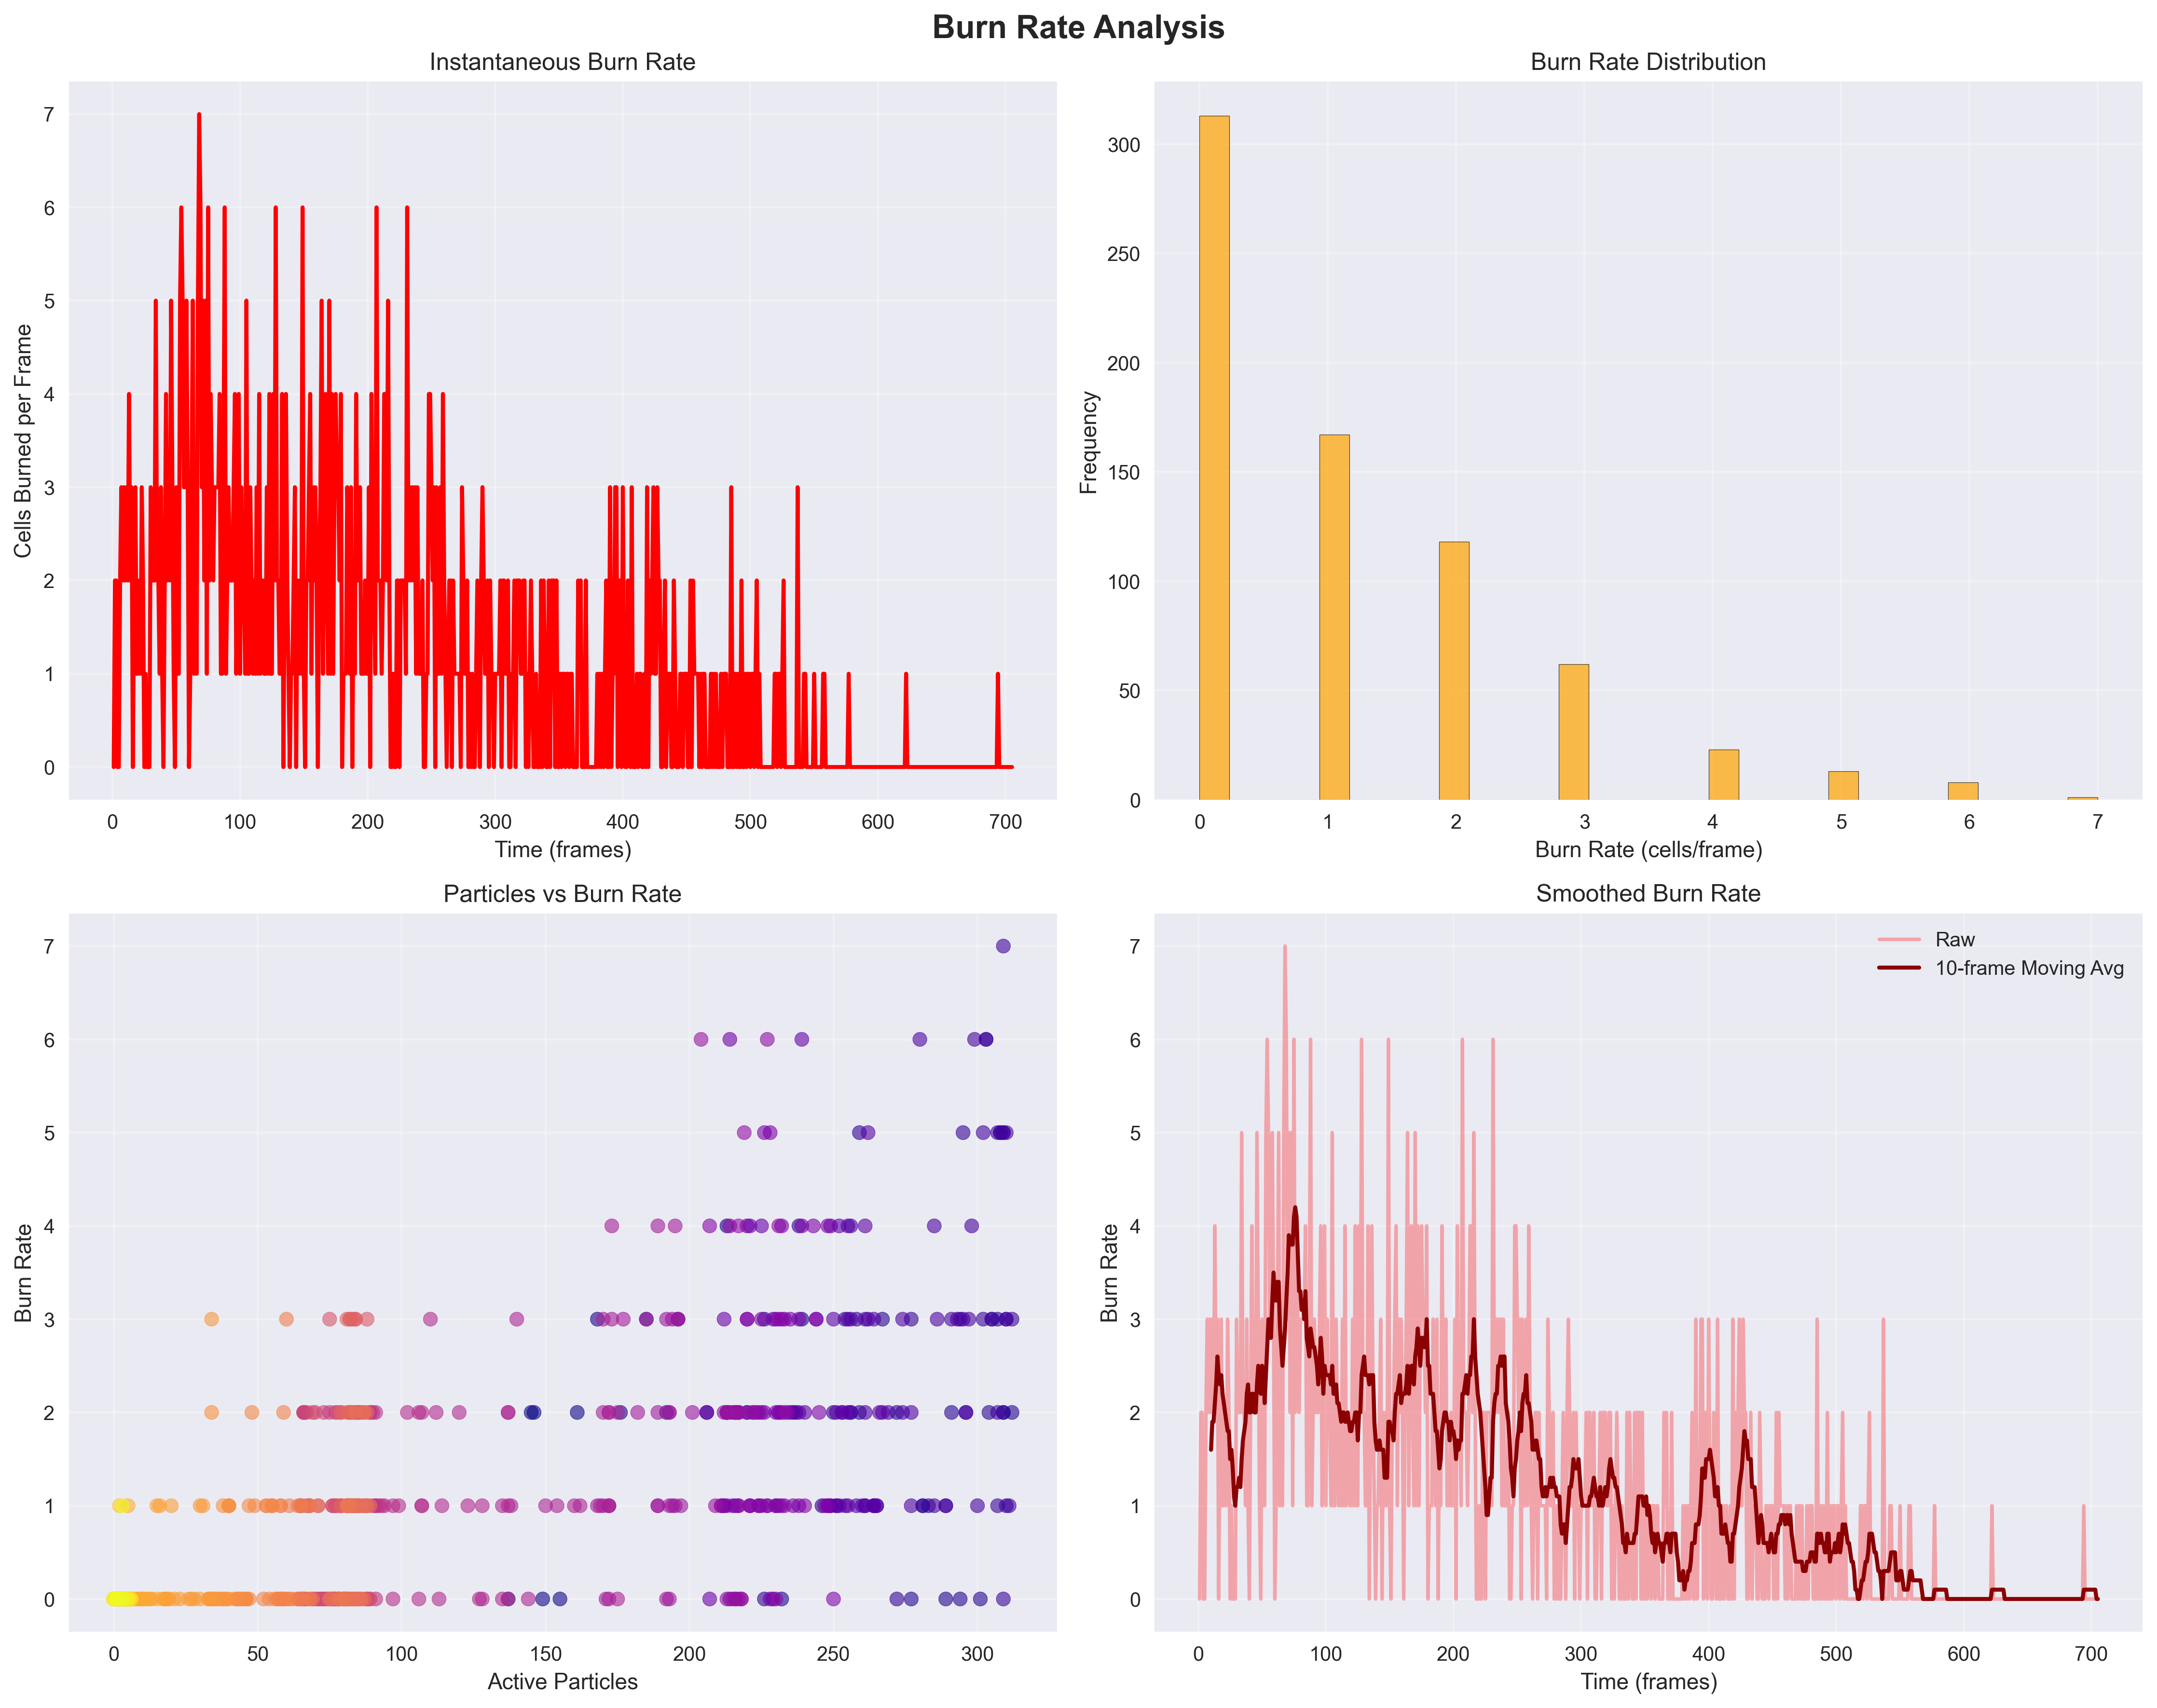 Burn Rate Analysis
Instantaneous Burn Rate
Cells Burned per Frame
7
6
5
4
3
2
1
0
0 100 200 300 400 500 600 700
Time (frames)
Burn Rate Distribution
Frequency
300
250
200
150
100
50
0
0 1 2 3 4 5 6 7
Burn Rate (cells/frame)
Particles vs Burn Rate
Burn Rate
7
6
5
4
3
2
1
0
0 50 100 150 200 250 300
Active Particles
Smoothed Burn Rate
Raw
10-frame Moving Avg
Burn Rate
7
6
5
4
3
2
1
0
0 100 200 300 400 500 600 700
Time (frames)